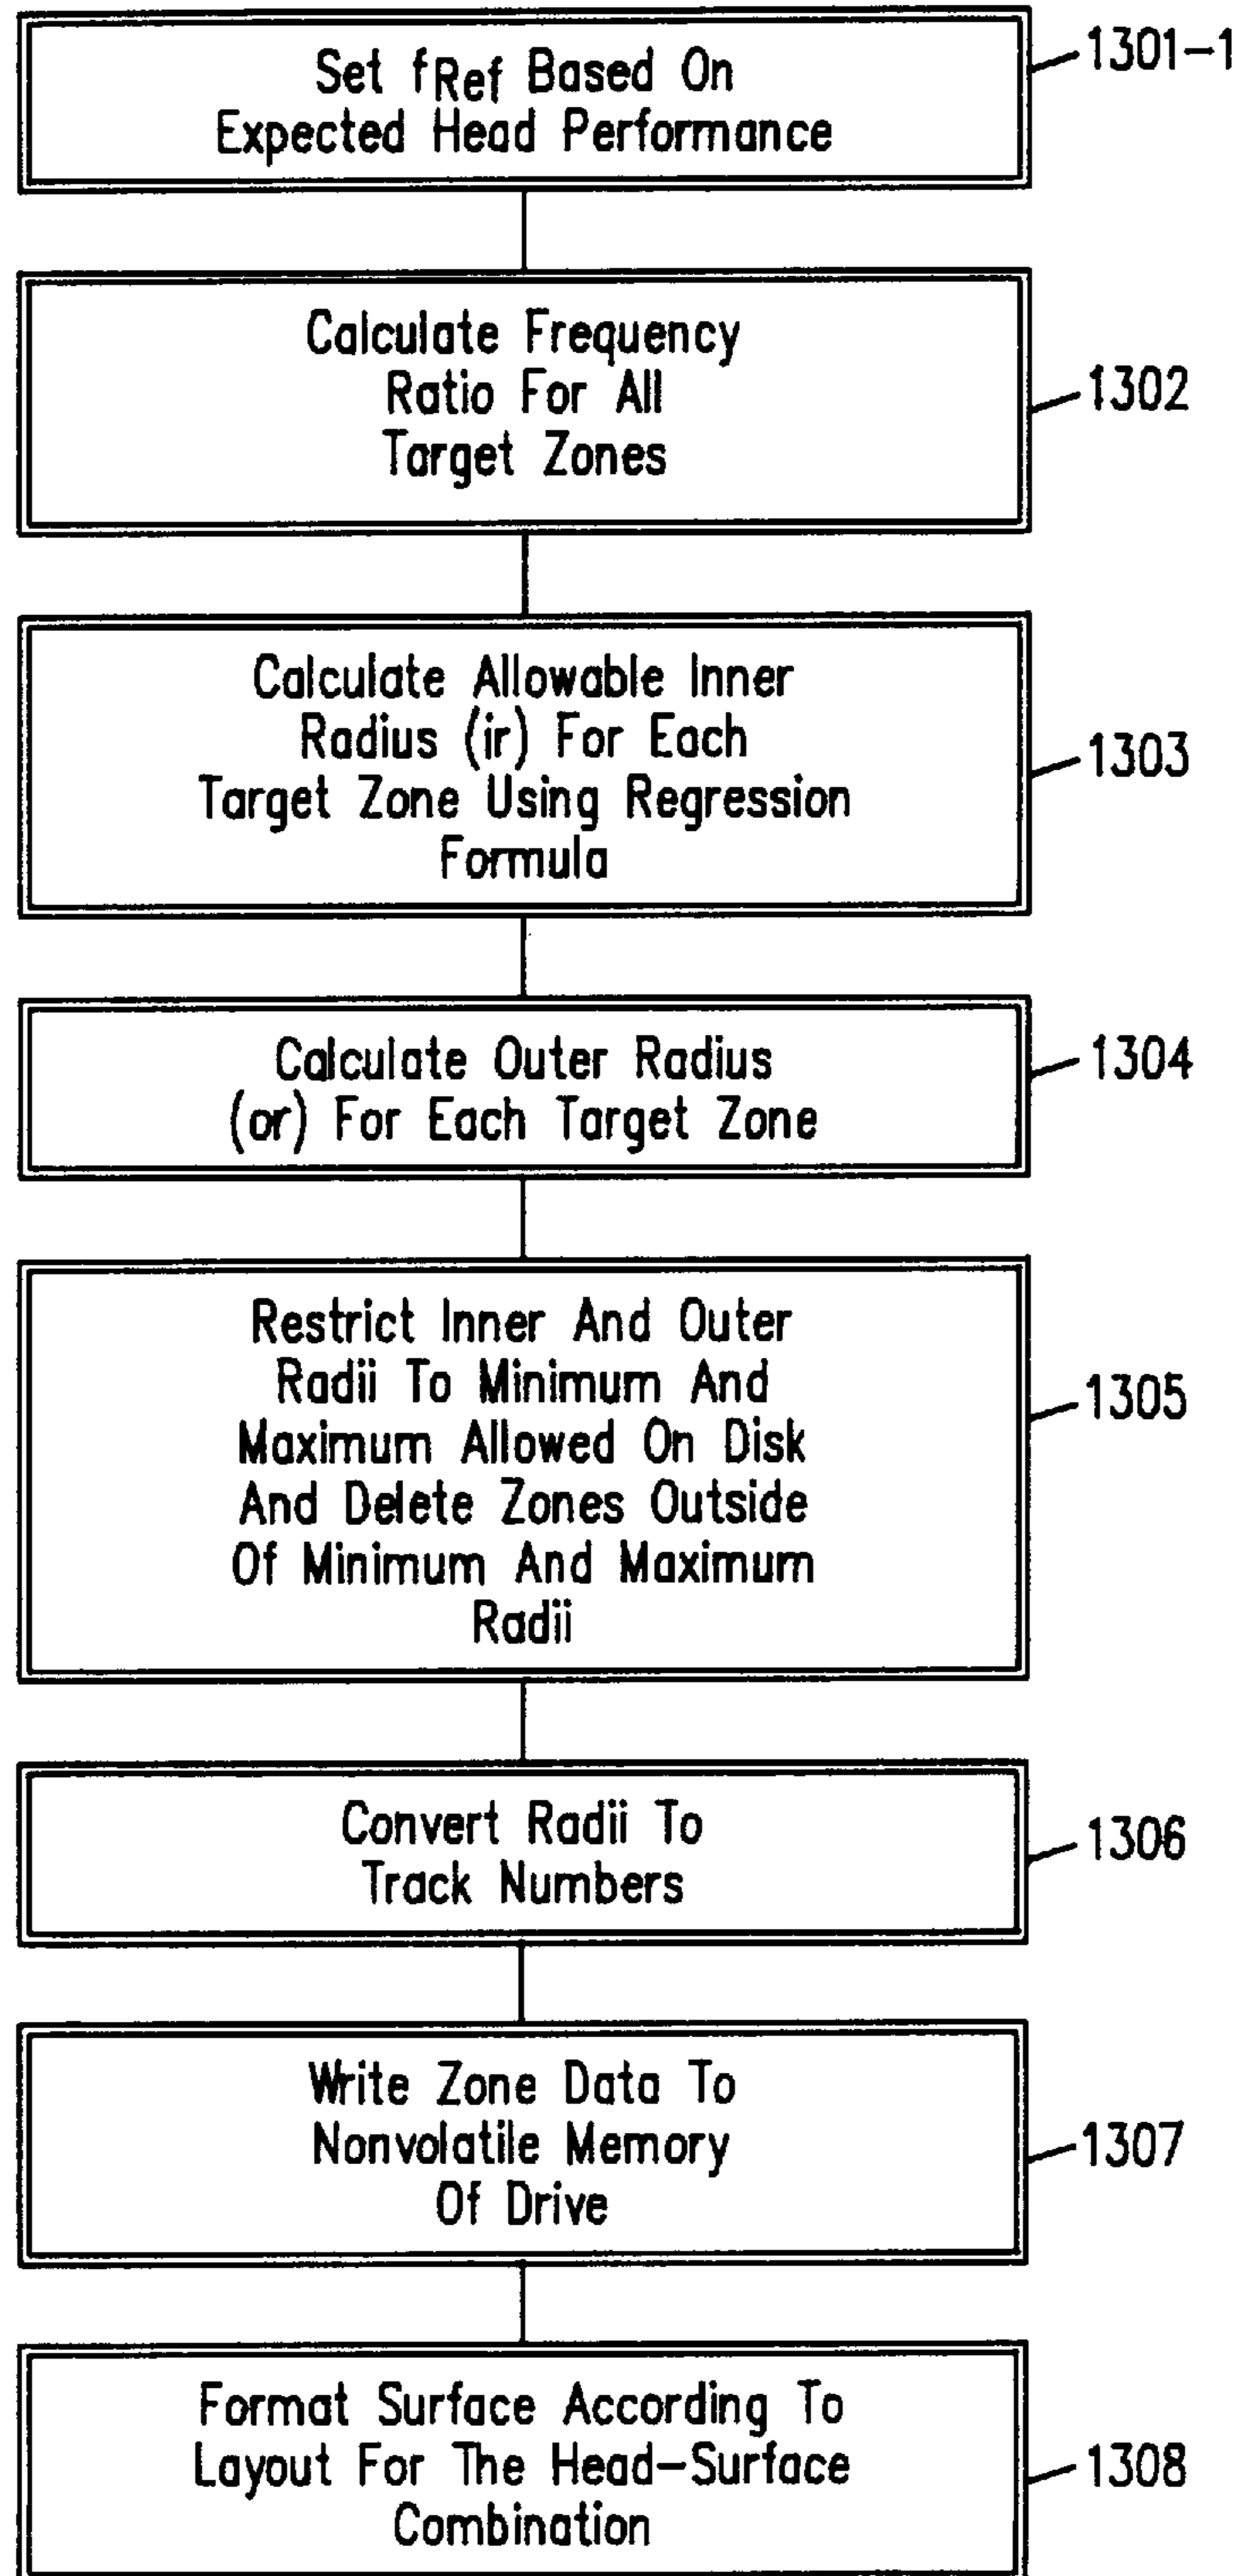 Set fRef Based On
Expected Head Performance
1301-1
Calculate Frequency
Ratio For All
Target Zones
1302
Calculate Allowable Inner
Radius (ir) For Each
Target Zone Using Regression
Formula
1303
Calculate Outer Radius
(or) For Each Target Zone
1304
Restrict Inner And Outer
Radii To Minimum And
Maximum Allowed On Disk
And Delete Zones Outside
Of Minimum And Maximum
Radii
1305
Convert Radii To
Track Numbers
1306
Write Zone Data To
Nonvolatile Memory
Of Drive
1307
Format Surface According To
Layout For The Head-Surface
Combination
1308